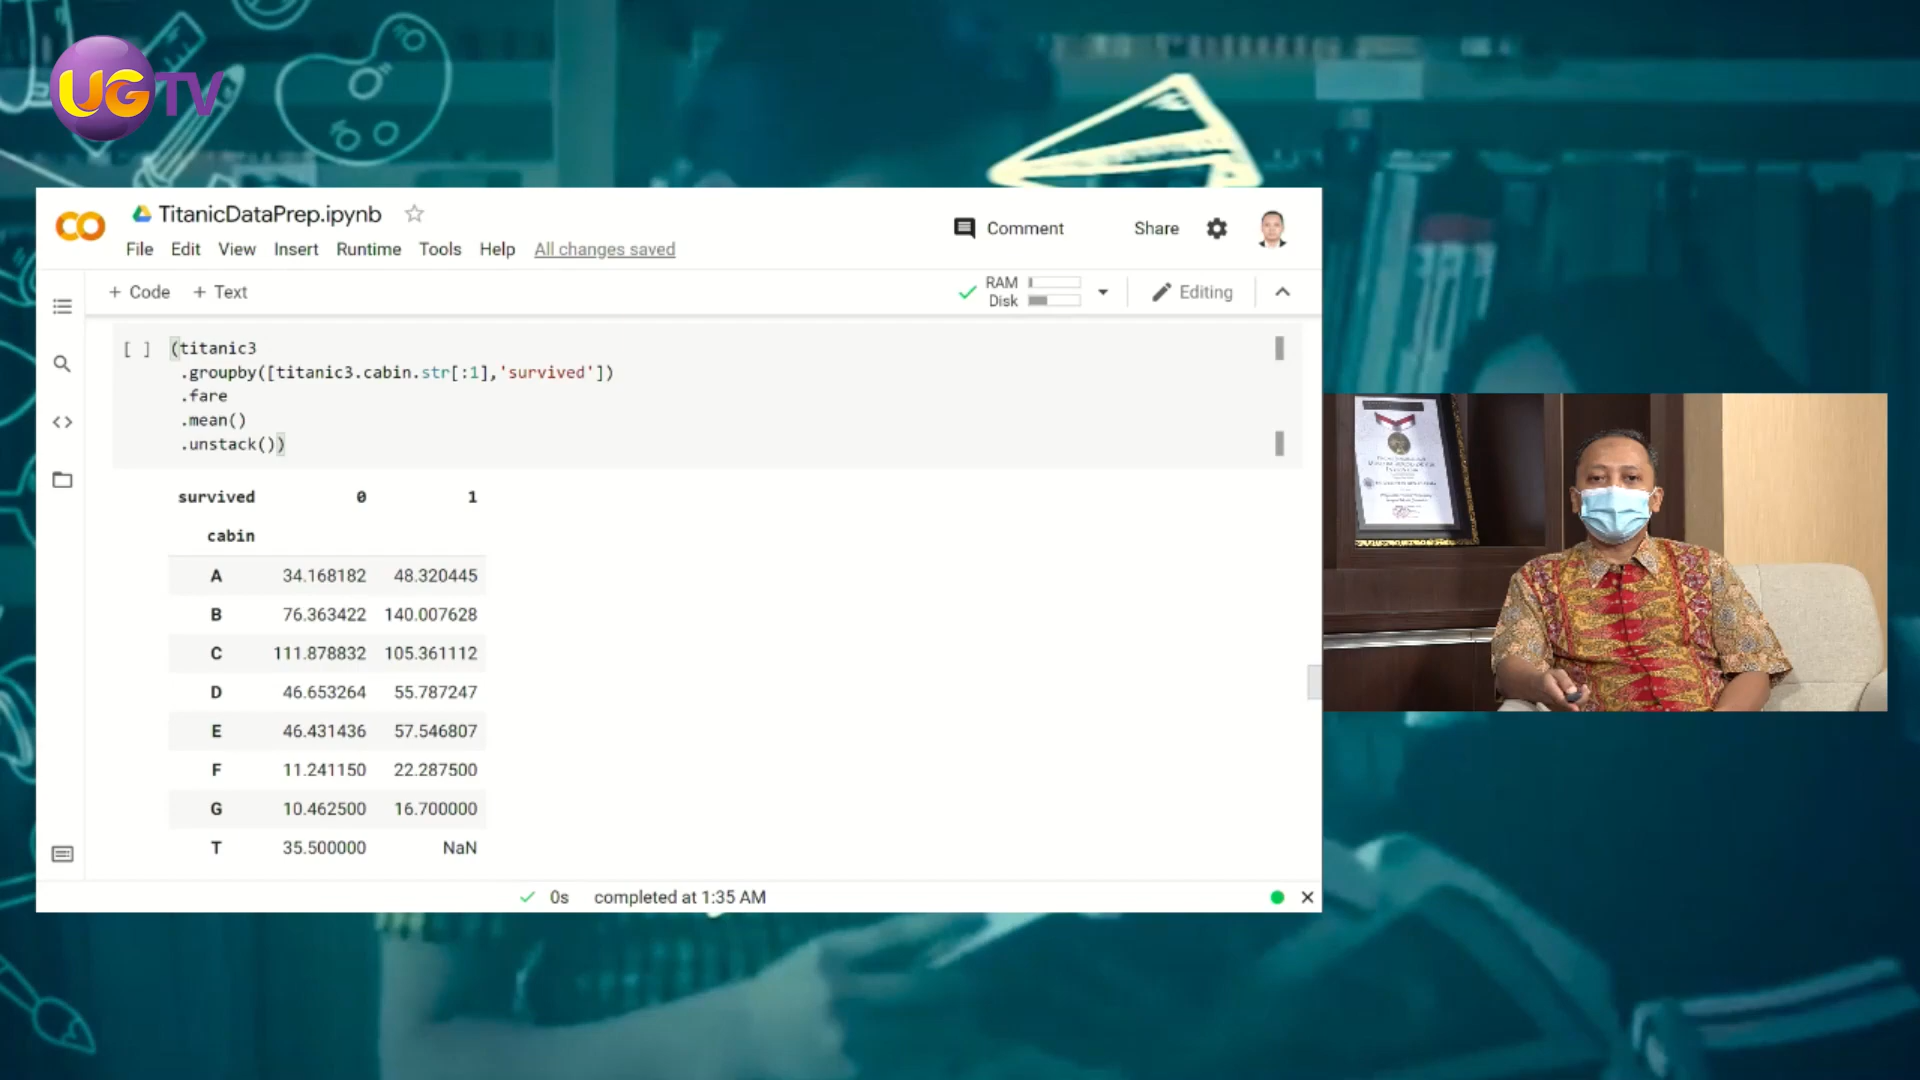 UGTV
TitanicDataPrep.ipynb
Comment
Share
File Edit View Insert Runtime Tools Help All changes saved
+ Code + Text
RAM
Disk
Editing
[ ]
(titanic3
.groupby([titanic3.cabin.str[:1],'survived'])
.fare
.mean()
.unstack())
survived 0 1
cabin
A 34.168182 48.320445
B 76.363422 140.007628
C 111.878832 105.361112
D 46.653264 55.787247
E 46.431436 57.546807
F 11.241150 22.287500
G 10.462500 16.700000
T 35.500000 NaN
0s completed at 1:35 AM